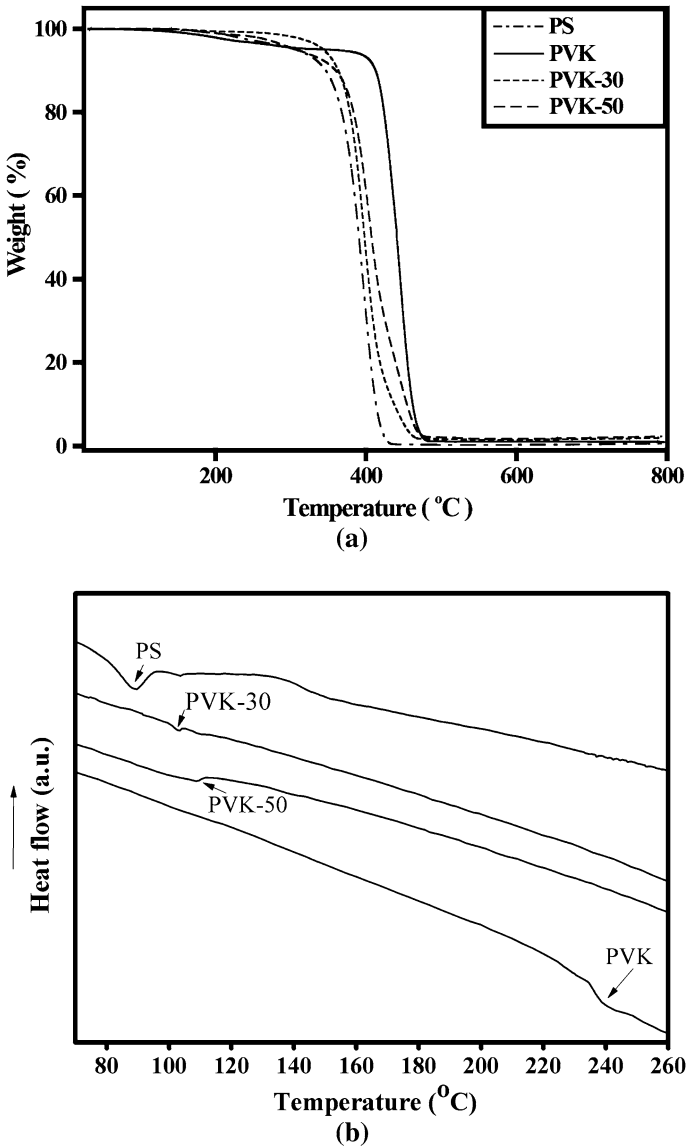 PS
PVK
PVK-30
PVK-50
100
80
60
40
20
0
Weight ( %)
200 400 600 800
Temperature ( °C )
(a)
PS
PVK-30
PVK-50
PVK
Heat flow (a.u.)
80 100 120 140 160 180 200 220 240 260
Temperature (°C)
(b)